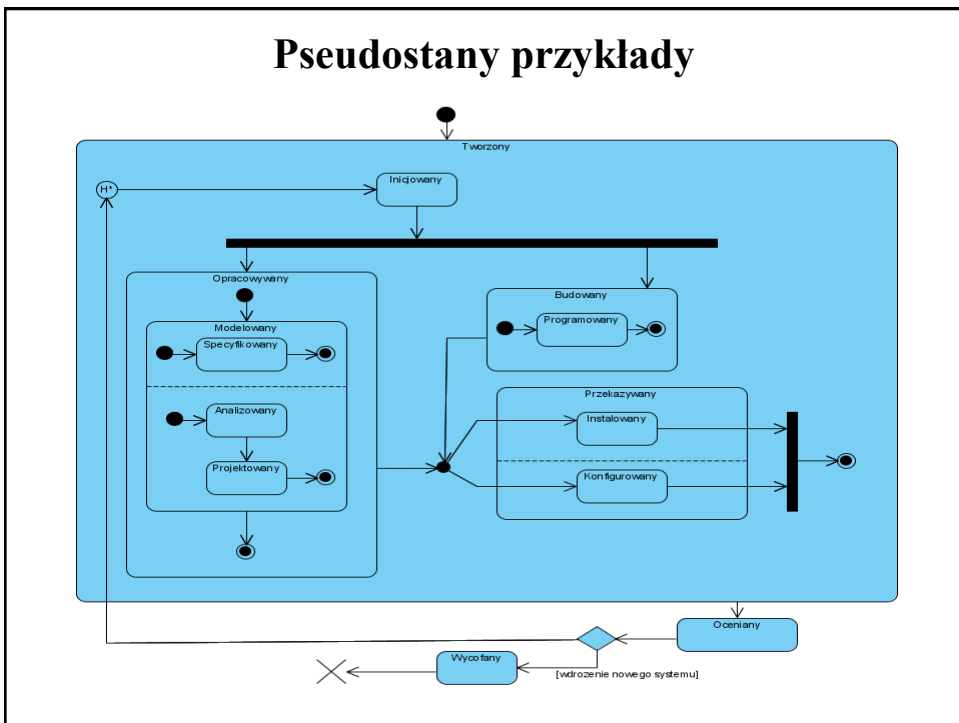 Pseudostany przykłady
Tworzony
H*
Inicjowany
Opracowywany
Budowany
Programowany
Modelowany
Specyfikowany
Przekazywany
Analizowany
Instalowany
Projektowany
Konfigurowany
Oceniany
Wycofany
[wdrozenie nowego systemu]